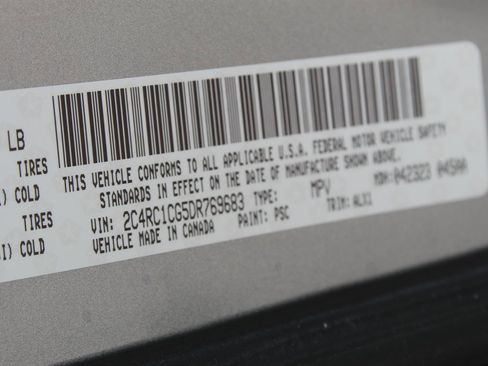 LB
TIRES
) COLD
TIRES
I) COLD
THIS VEHICLE CONFORMS TO ALL APPLICABLE U.S.A. FEDERAL MOTOR VEHICLE SAFETY
STANDARDS IN EFFECT ON THE DATE OF MANUFACTURE SHOWN ABOVE.
VIN: 2C4RC1CG5DR769683 TYPE: MPV MDH: 042323 045AA
VEHICLE MADE IN CANADA PAINT: PSC TRIM: ALX1